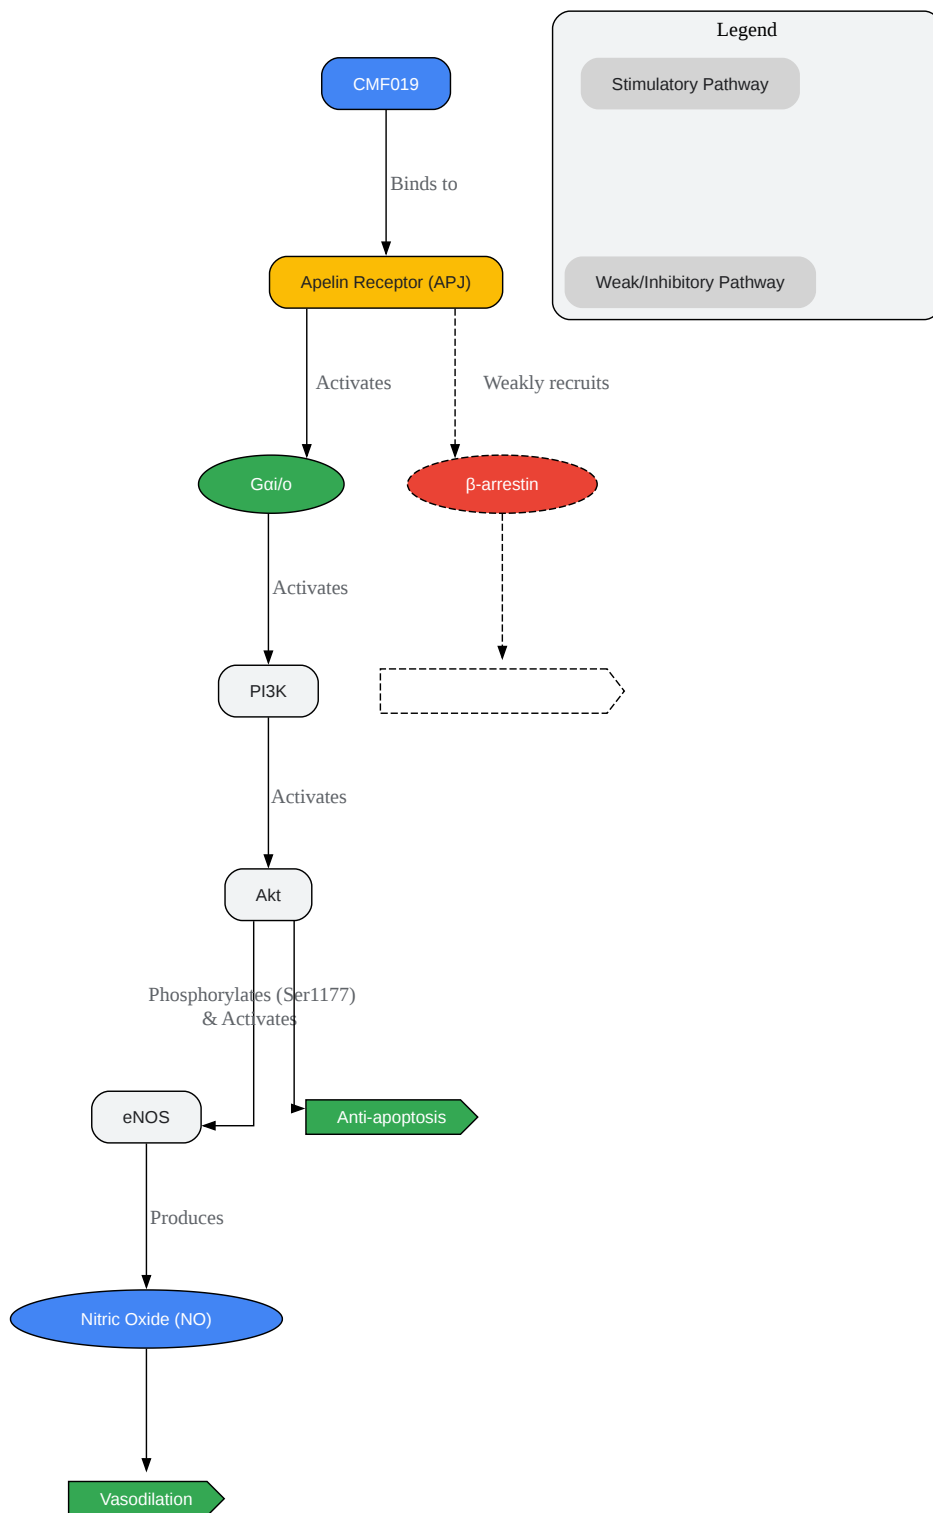 Legend
CMF019
Stimulatory Pathway
Binds to
Apelin Receptor (APJ)
Weak/Inhibitory Pathway
Activates
Weakly recruits
Gαi/o
β-arrestin
Activates
PI3K
Activates
Akt
Phosphorylates (Ser1177)
& Activates
eNOS
Anti-apoptosis
Produces
Nitric Oxide (NO)
Vasodilation